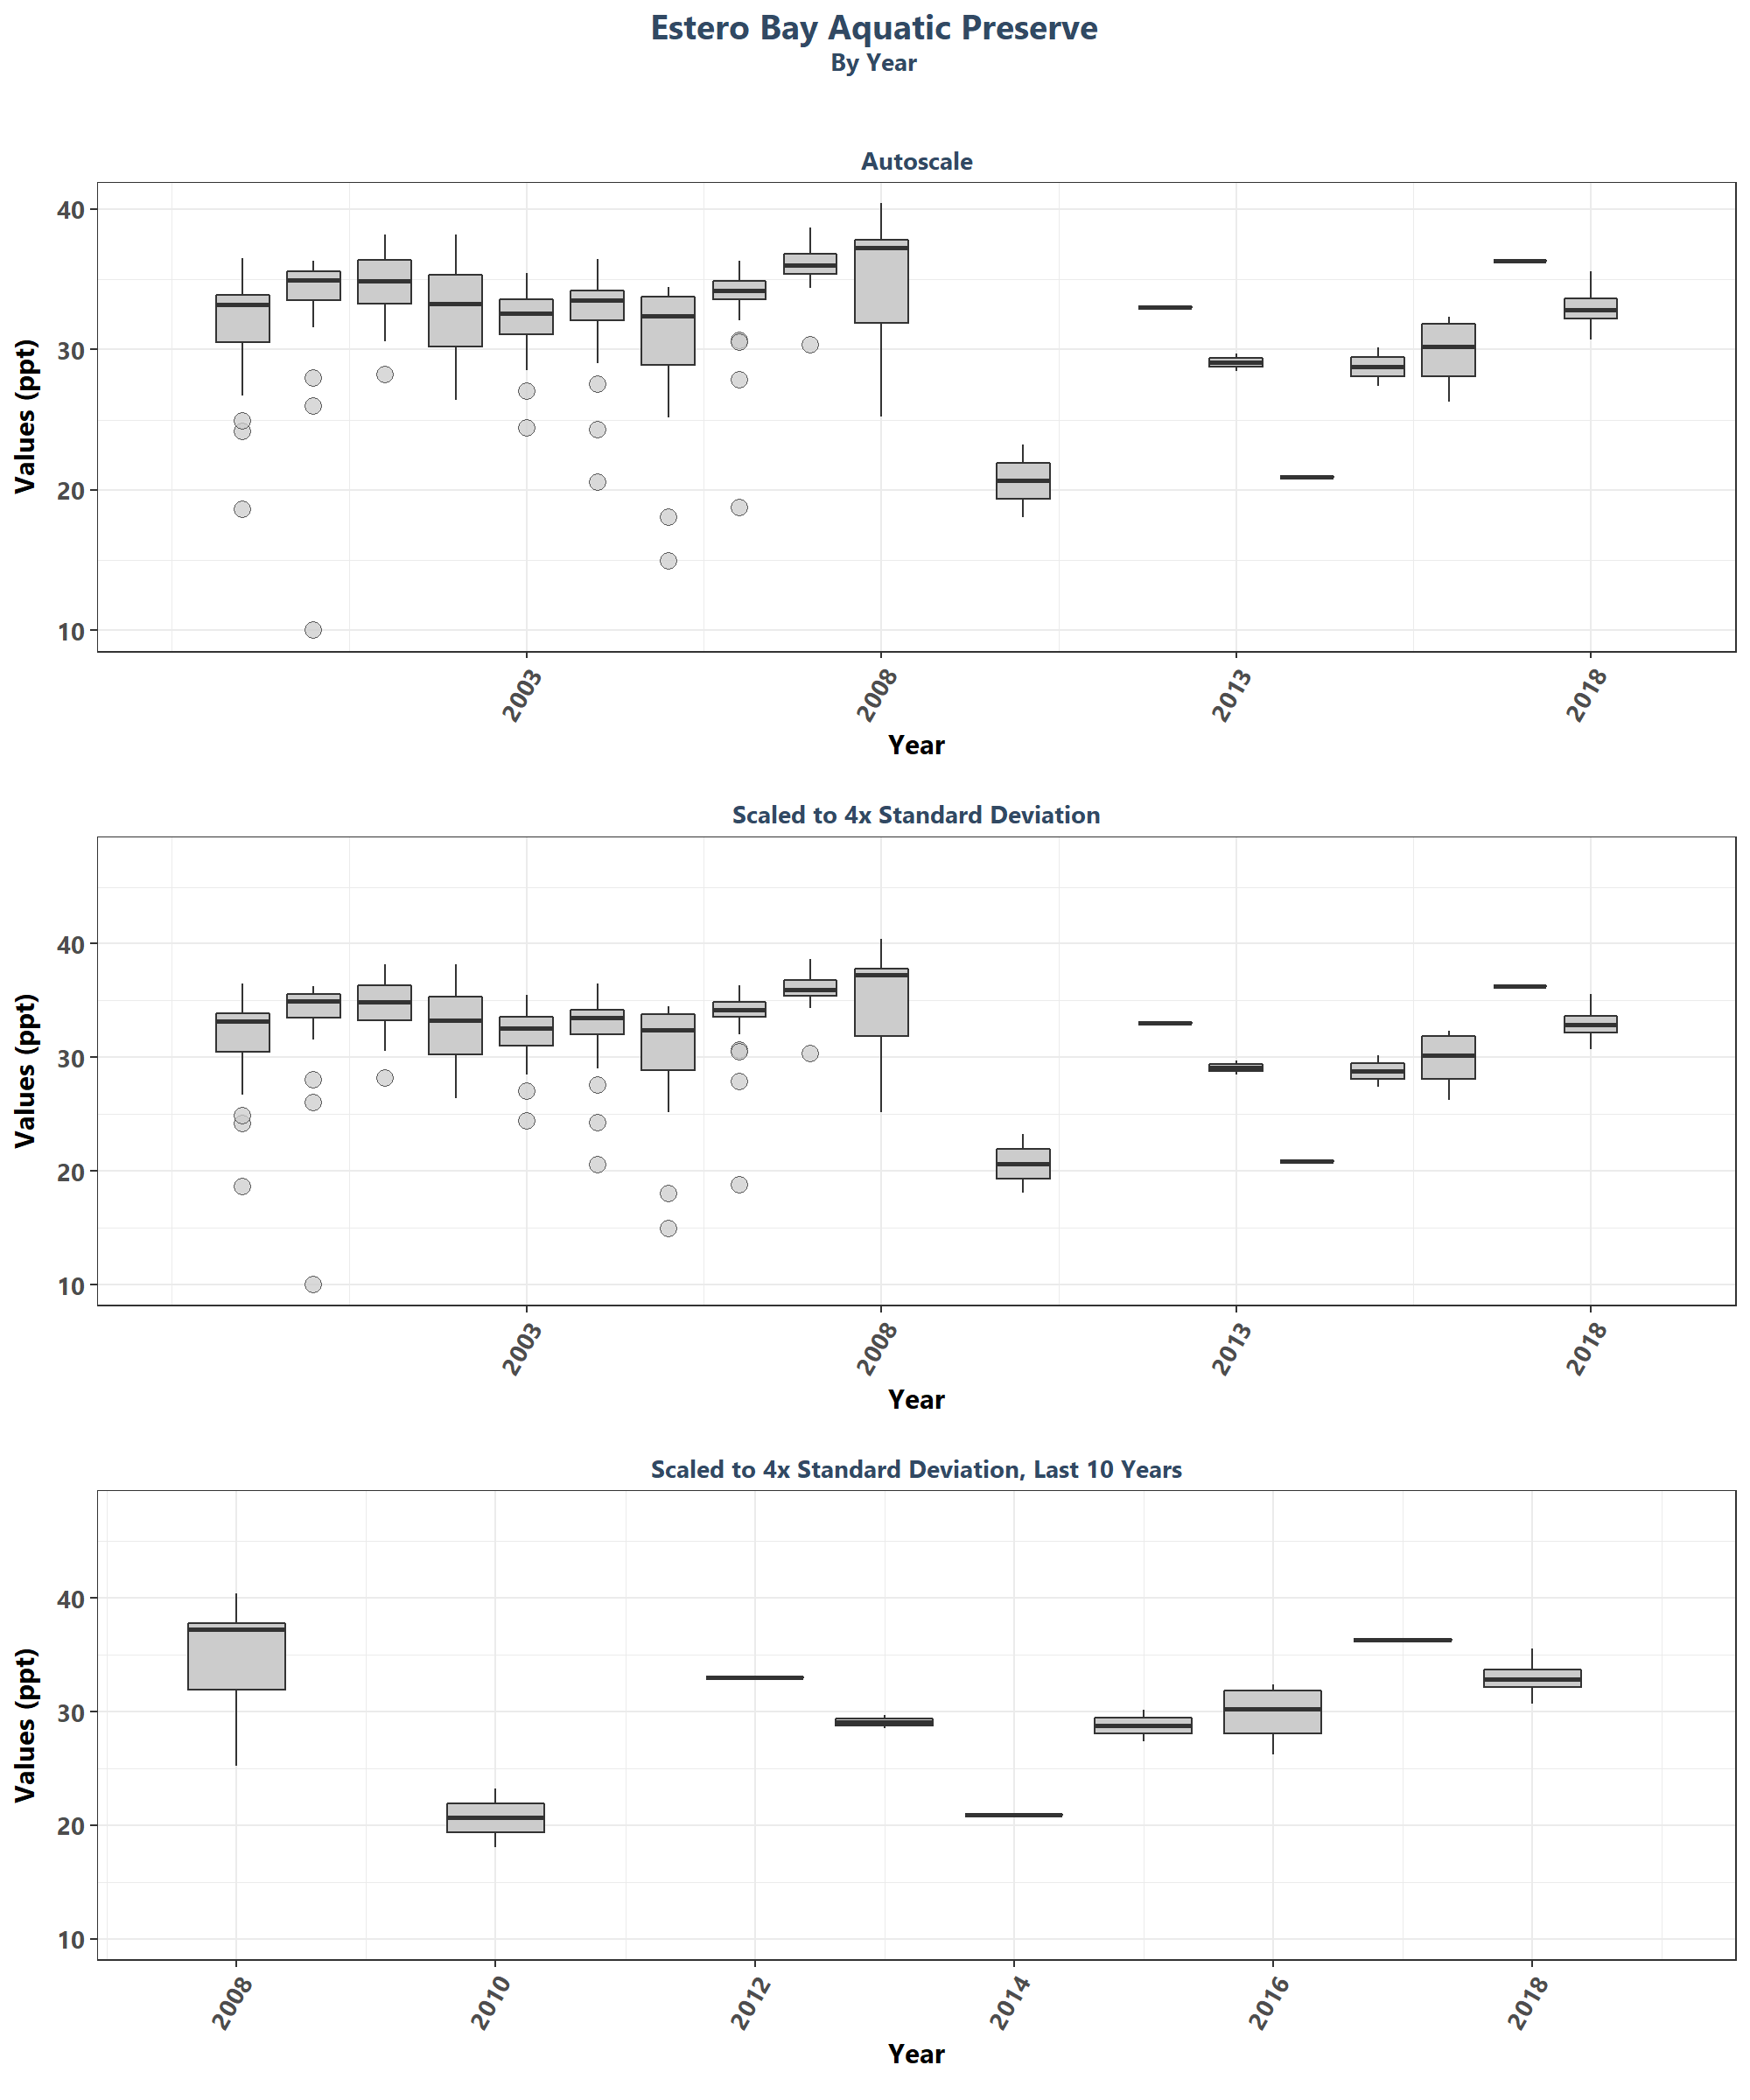 Estero Bay Aquatic Preserve
By Year
Autoscale
Values (ppt)
40
30
20
10
2003
2008
2013
2018
Year
Scaled to 4x Standard Deviation
Values (ppt)
40
30
20
10
2003
2008
2013
2018
Year
Scaled to 4x Standard Deviation, Last 10 Years
Values (ppt)
40
30
20
10
2008
2010
2012
2014
2016
2018
Year